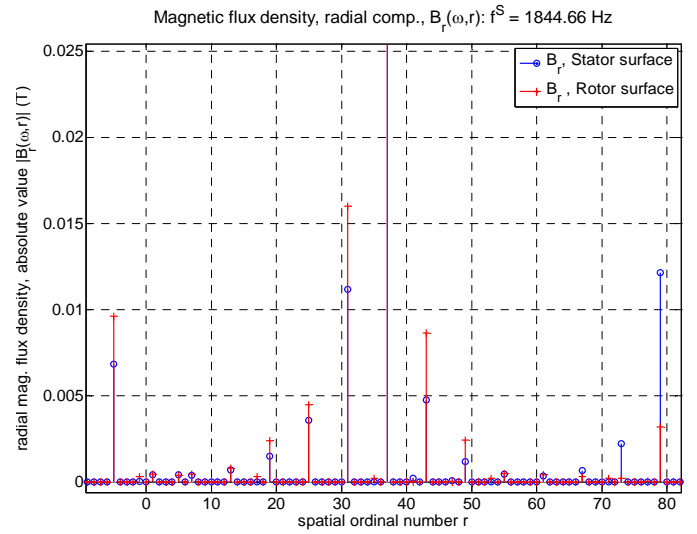 Magnetic flux density, radial comp., B_r(ω,r): f^S = 1844.66 Hz
B_r, Stator surface
B_r , Rotor surface
radial mag. flux density, absolute value |B_r(ω,r)| (T)
0.025
0.02
0.015
0.01
0.005
0
0 10 20 30 40 50 60 70 80
spatial ordinal number r